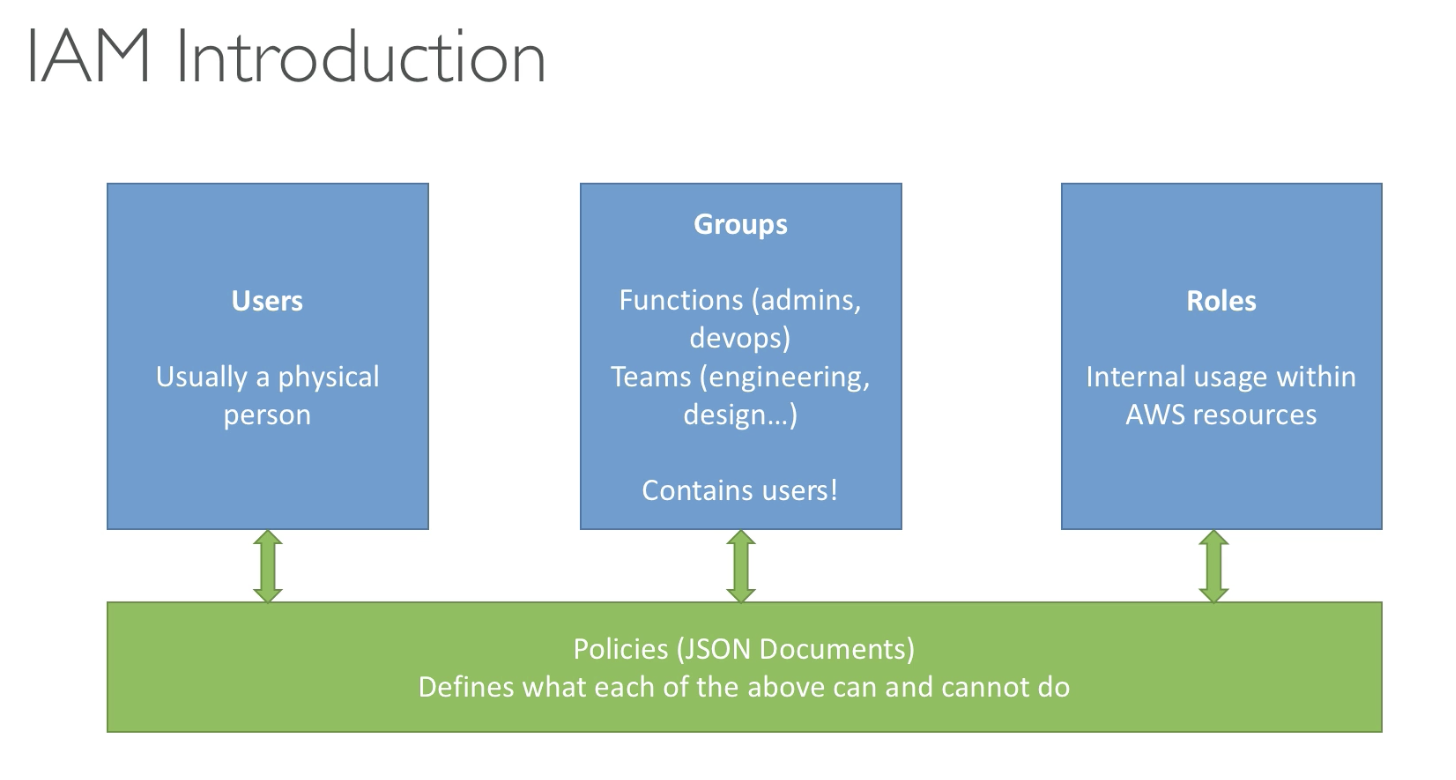 IAM Introduction
Users
Usually a physical
person
Groups
Functions (admins,
devops)
Teams (engineering,
design...)
Contains users!
Roles
Internal usage within
AWS resources
Policies (JSON Documents)
Defines what each of the above can and cannot do